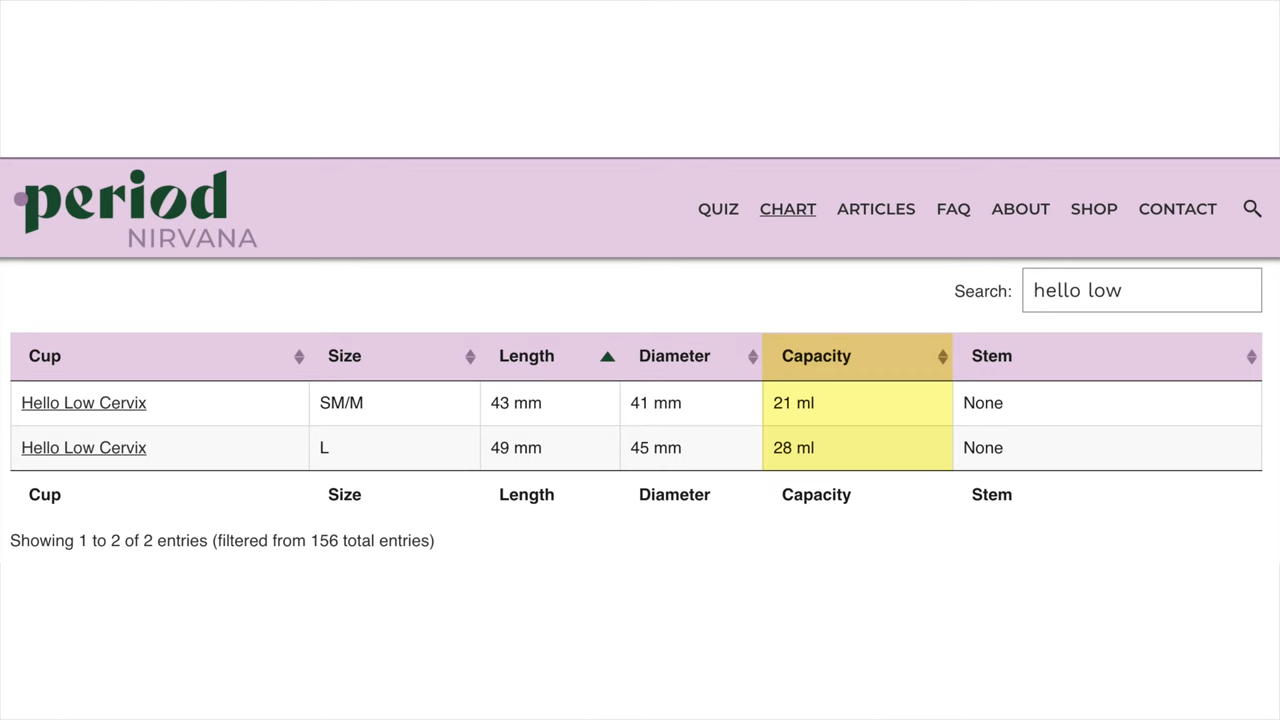 period
NIRVANA
QUIZ CHART ARTICLES FAQ ABOUT SHOP CONTACT
Search: hello low
Cup Size Length Diameter Capacity Stem
Hello Low Cervix SM/M 43 mm 41 mm 21 ml None
Hello Low Cervix L 49 mm 45 mm 28 ml None
Cup Size Length Diameter Capacity Stem
Showing 1 to 2 of 2 entries (filtered from 156 total entries)